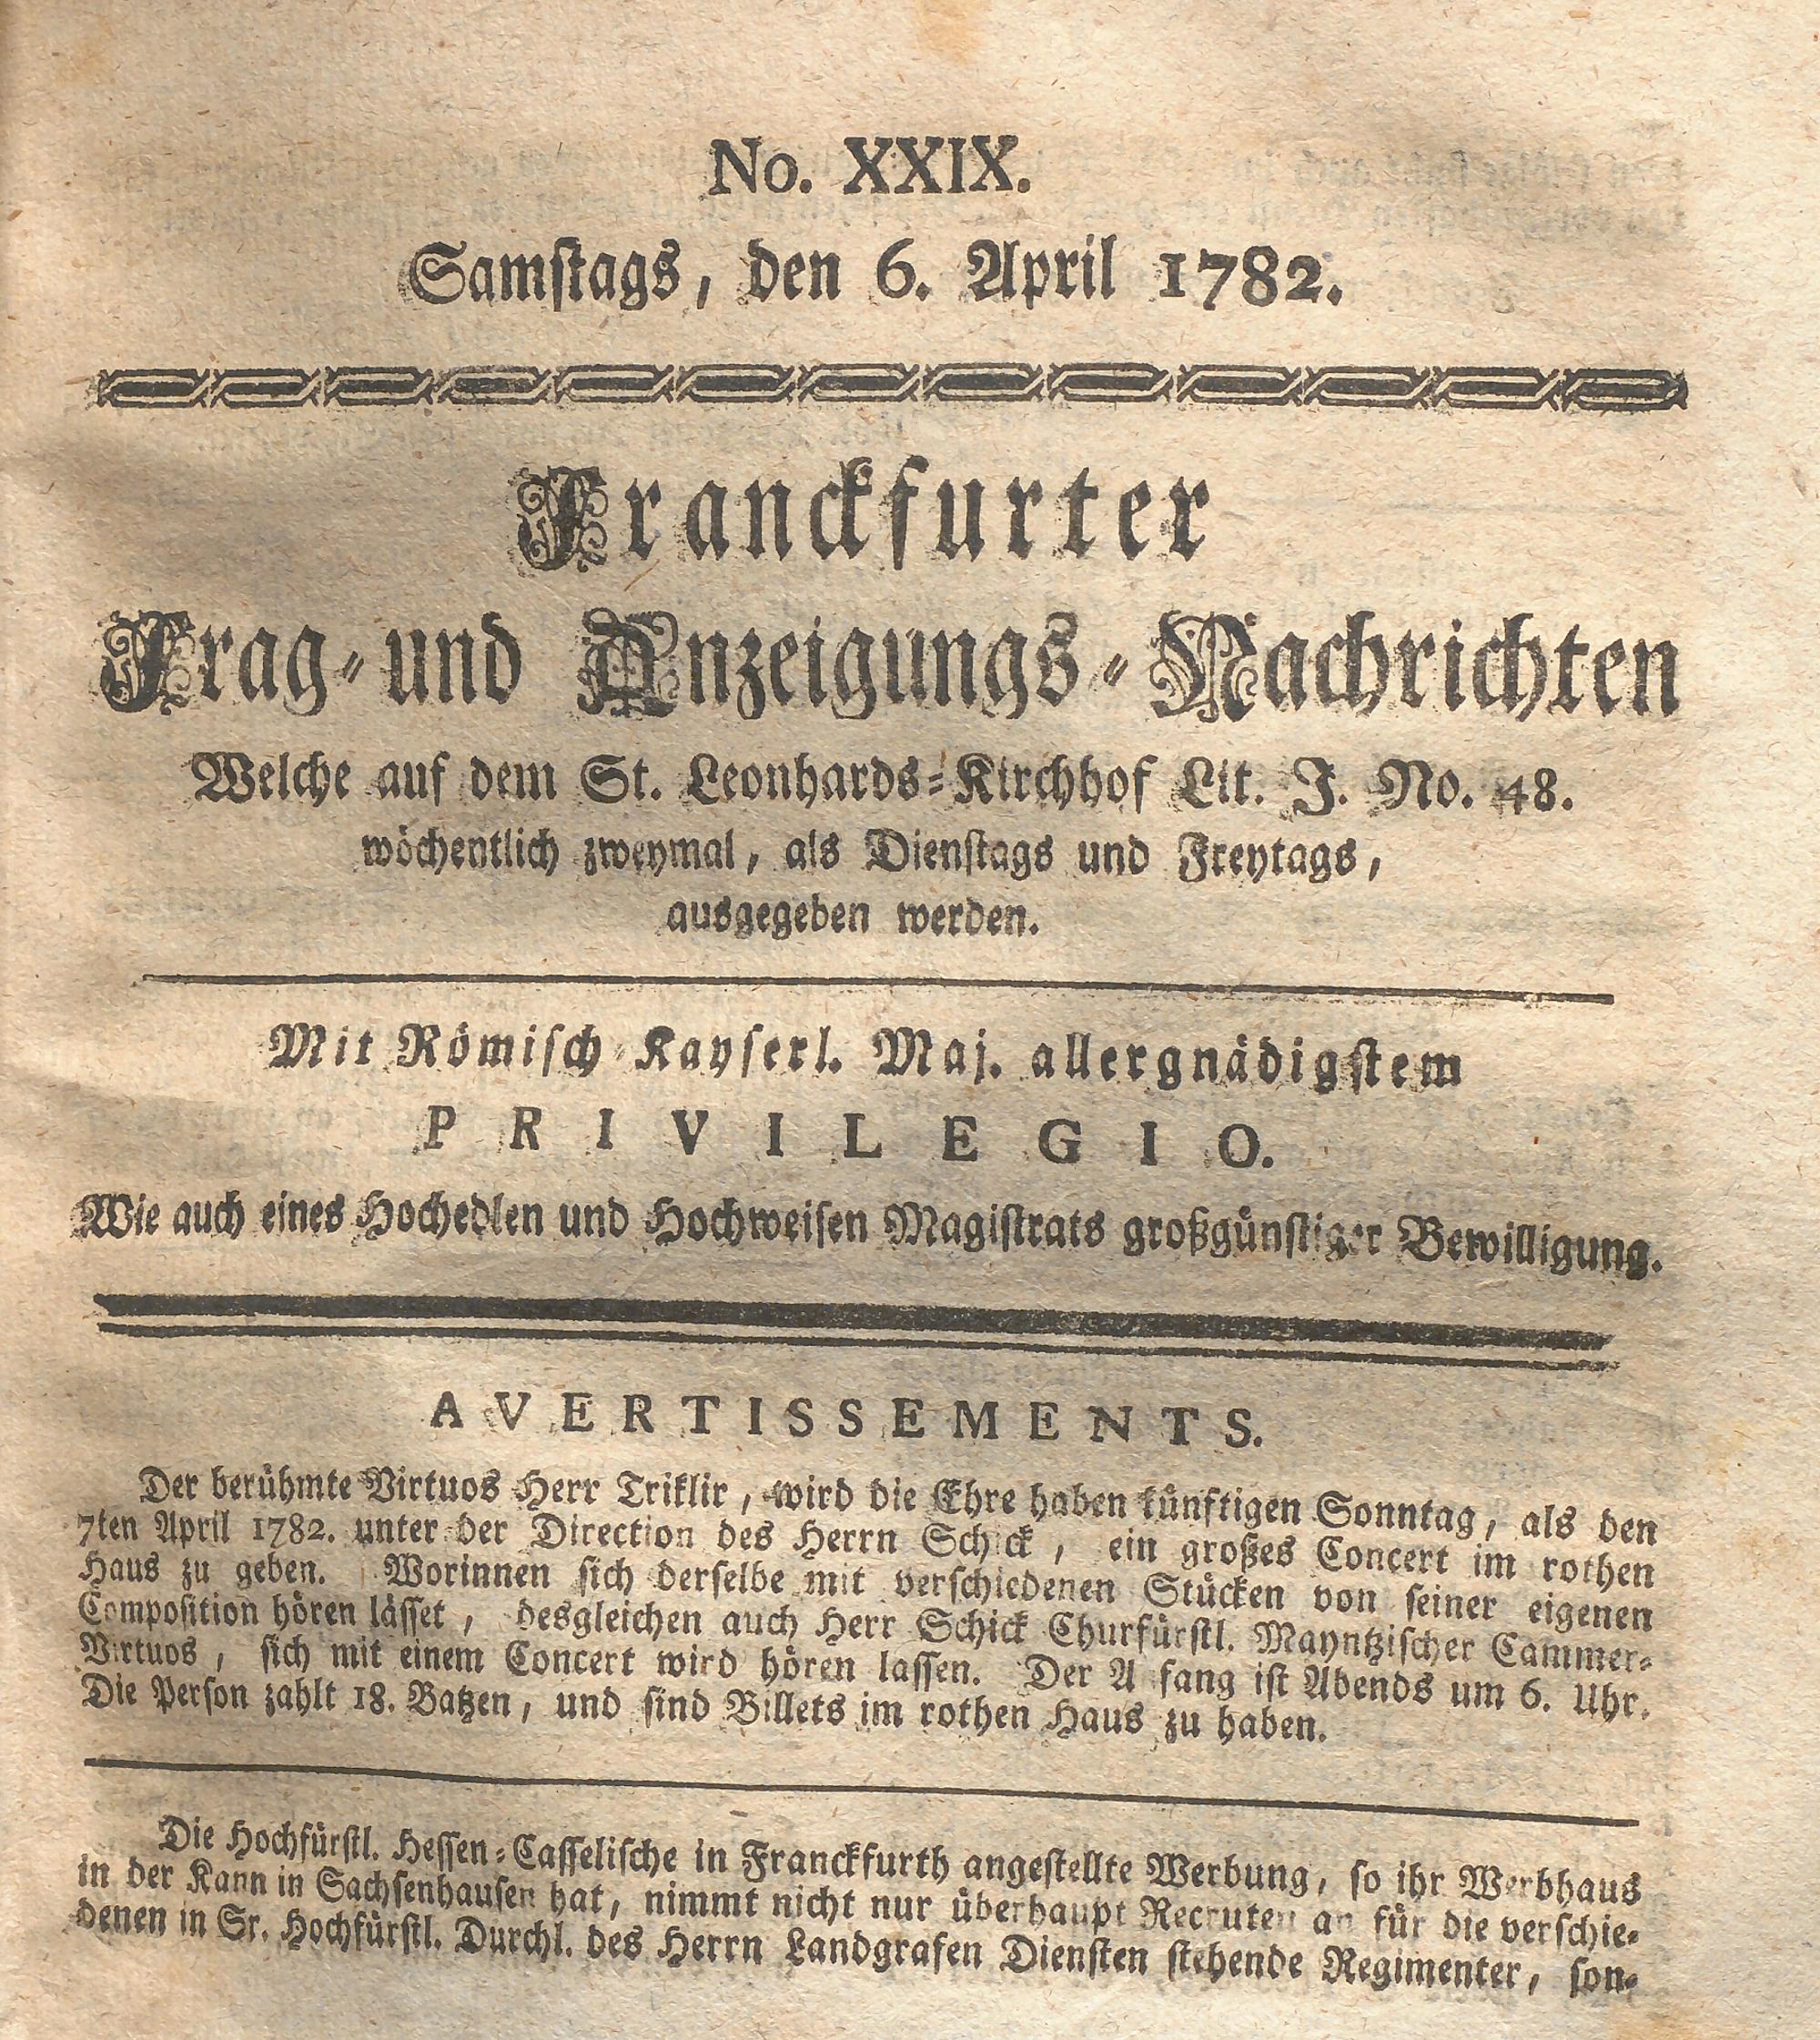 No. XXIX.
Samſtags, den 6. April 1782.
Franckfurter
Frag- und Anzeigungs-Nachrichten
Welche auf dem St. Leonhards-Kirchhof Lit. J. No. 48.
wöchentlich zweymal, als Dienſtags und Freytags,
ausgegeben werden.
Mit Römiſch-Kayſerl. Maj. allergnädigſtem
PRIVILEGIO.
Wie auch eines Hochedlen und Hochweiſen Magiſtrats großgünſtiger Bewilligung.
AVERTISSEMENTS.
Der berühmte Virtuos Herr Triklir, wird die Ehre haben künftigen Sonntag, als den
7ten April 1782. unter der Direction des Herrn Schick, ein großes Concert im rothen
Haus zu geben. Worinnen ſich derſelbe mit verſchiedenen Stücken von ſeiner eigenen
Compoſition hören läſſet, desgleichen auch Herr Schick Churfürſtl. Mayntziſcher Cammer-
Virtuos, ſich mit einem Concert wird hören laſſen. Der A fang iſt Abends um 6. Uhr.
Die Perſon zahlt 18. Batzen, und ſind Billets im rothen Haus zu haben.
Die Hochfürſtl. Heſſen-Caſſeliſche in Franckfurth angeſtellte Werbung, ſo ihr Werbhaus
in der Kann in Sachſenhauſen hat, nimmt nicht nur überhaupt Recruten an für die verſchie-
denen in Sr. Hochfürſtl. Durchl. des Herrn Landgrafen Dienſten ſtehende Regimenter, ſon-